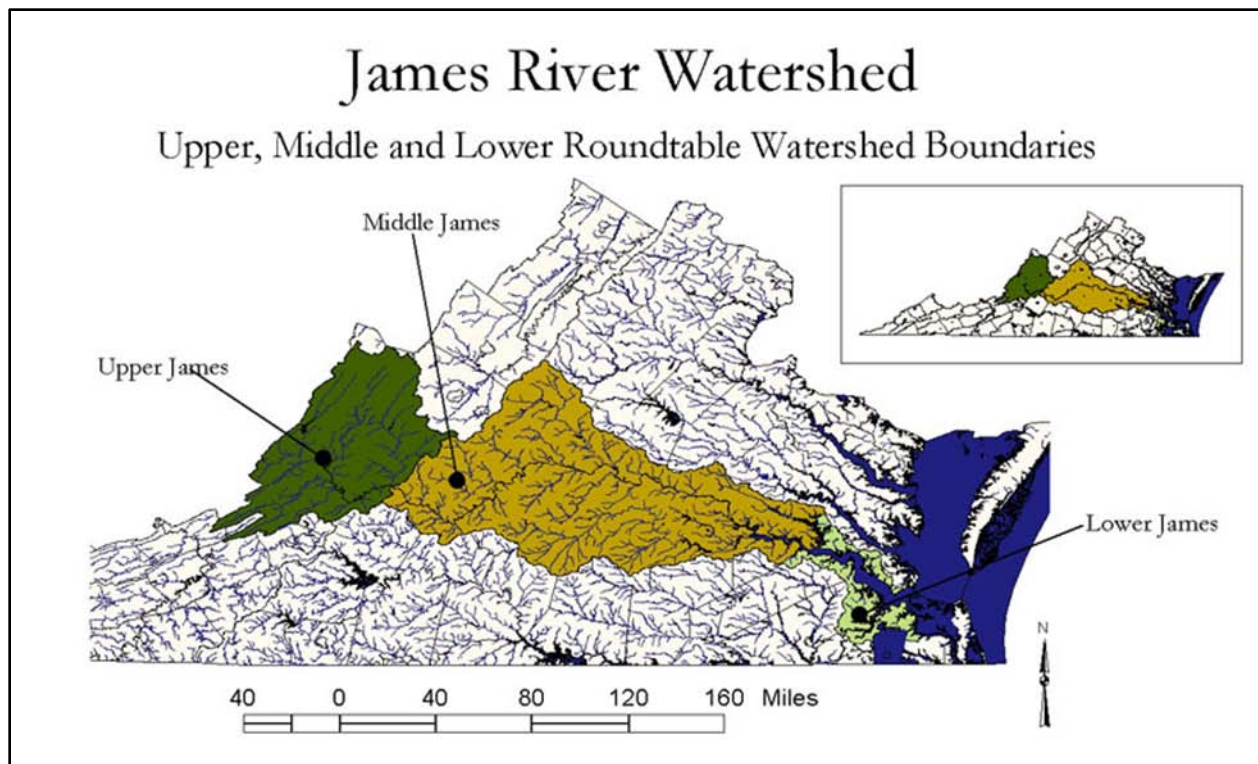 James River Watershed
Upper, Middle and Lower Roundtable Watershed Boundaries
Middle James
Upper James
Lower James
N
40 0 40 80 120 160 Miles